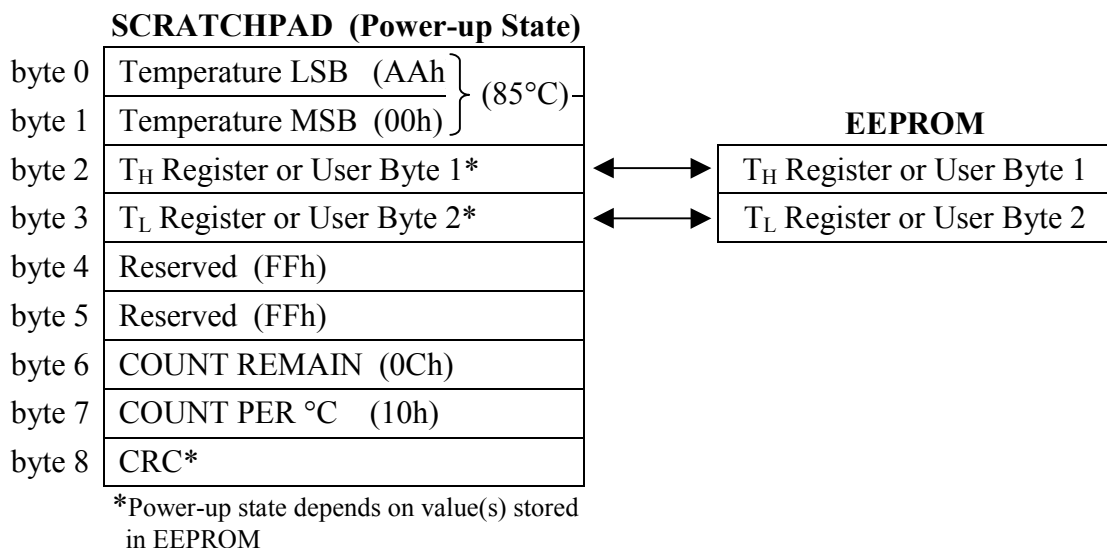 SCRATCHPAD (Power-up State)
byte 0 Temperature LSB (AAh
(85°C)
byte 1 Temperature MSB (00h)
EEPROM
byte 2 TH Register or User Byte 1* TH Register or User Byte 1
byte 3 TL Register or User Byte 2* TL Register or User Byte 2
byte 4 Reserved (FFh)
byte 5 Reserved (FFh)
byte 6 COUNT REMAIN (0Ch)
byte 7 COUNT PER °C (10h)
byte 8 CRC*
*Power-up state depends on value(s) stored
in EEPROM